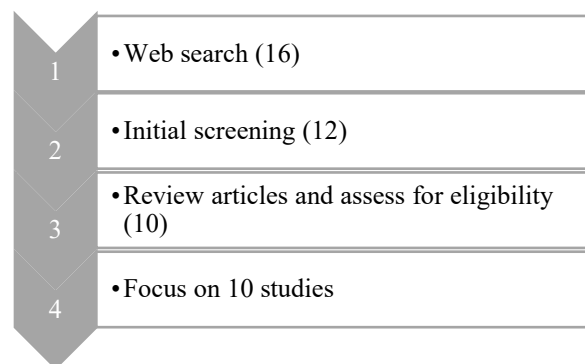 1
•Web search (16)
2
•Initial screening (12)
3
•Review articles and assess for eligibility
(10)
4
•Focus on 10 studies